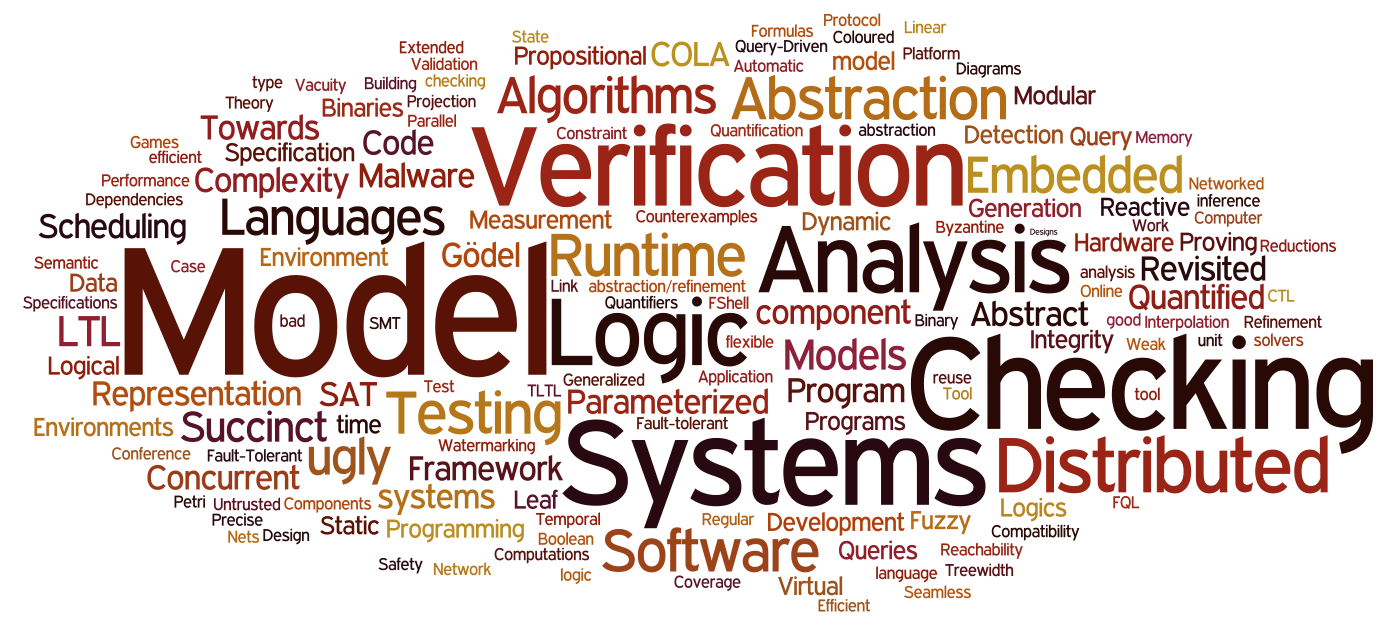 Protocol
Linear
Formulas
State
Coloured
Extended
Query-Driven
Propositional
COLA
Platform
model
Validation
Automatic
Diagrams
type
Vacuity
Building
checking
Algorithms
Abstraction
Modular
Theory
Binaries
Projection
Parallel
Towards
Constraint
Quantification
abstraction
Detection
Query
Memory
Games
Code
efficient
Specification
Verification
Performance
Complexity
Malware
Embedded
Networked
Dependencies
inference
Generation
Reactive
Scheduling
Languages
Measurement
Counterexamples
Dynamic
Computer
Byzantine
Work
Designs
Hardware
Proving
Reductions
Environment
Gödel
Runtime
Analysis
Semantic
Case
analysis
Revisited
Data
Link
abstraction/refinement
Online
Quantified
CTL
Specifications
Model
Quantifiers
FShell
component
Binary
Abstract
good
Interpolation
Refinement
bad
SMT
LTL
Logic
flexible
Integrity
Weak
unit
solvers
Models
Logical
Generalized
Application
reuse
Checking
Representation
SAT
Test
TLTL
Program
Tool
tool
Testing
Parameterized
Environments
Succinct
time
Fault-tolerant
Programs
Watermarking
Conference
Fault-Tolerant
ugly
Framework
Systems
Distributed
Concurrent
Petri
Untrusted
Components
systems
Leaf
Logics
FQL
Precise
Static
Programming
Temporal
Regular
Development
Fuzzy
Nets
Design
Boolean
Compatibility
Computations
Software
Queries
Reachability
Safety
Network
logic
Coverage
Virtual
language
Treewidth
Seamless
Efficient